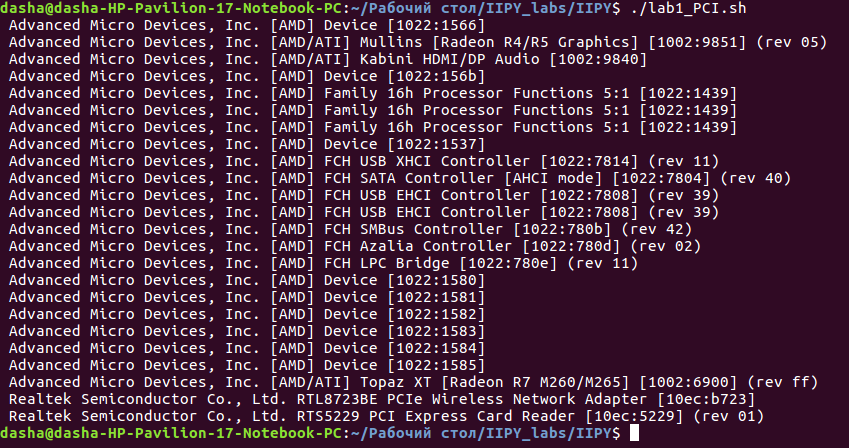 dasha@dasha-HP-Pavilion-17-Notebook-PC:~/Рабочий стол/IIPY_labs/IIPY$ ./lab1_PCI.sh
Advanced Micro Devices, Inc. [AMD] Device [1022:1566]
Advanced Micro Devices, Inc. [AMD/ATI] Mullins [Radeon R4/R5 Graphics] [1002:9851] (rev 05)
Advanced Micro Devices, Inc. [AMD/ATI] Kabini HDMI/DP Audio [1002:9840]
Advanced Micro Devices, Inc. [AMD] Device [1022:156b]
Advanced Micro Devices, Inc. [AMD] Family 16h Processor Functions 5:1 [1022:1439]
Advanced Micro Devices, Inc. [AMD] Family 16h Processor Functions 5:1 [1022:1439]
Advanced Micro Devices, Inc. [AMD] Family 16h Processor Functions 5:1 [1022:1439]
Advanced Micro Devices, Inc. [AMD] Device [1022:1537]
Advanced Micro Devices, Inc. [AMD] FCH USB XHCI Controller [1022:7814] (rev 11)
Advanced Micro Devices, Inc. [AMD] FCH SATA Controller [AHCI mode] [1022:7804] (rev 40)
Advanced Micro Devices, Inc. [AMD] FCH USB EHCI Controller [1022:7808] (rev 39)
Advanced Micro Devices, Inc. [AMD] FCH USB EHCI Controller [1022:7808] (rev 39)
Advanced Micro Devices, Inc. [AMD] FCH SMBus Controller [1022:780b] (rev 42)
Advanced Micro Devices, Inc. [AMD] FCH Azalia Controller [1022:780d] (rev 02)
Advanced Micro Devices, Inc. [AMD] FCH LPC Bridge [1022:780e] (rev 11)
Advanced Micro Devices, Inc. [AMD] Device [1022:1580]
Advanced Micro Devices, Inc. [AMD] Device [1022:1581]
Advanced Micro Devices, Inc. [AMD] Device [1022:1582]
Advanced Micro Devices, Inc. [AMD] Device [1022:1583]
Advanced Micro Devices, Inc. [AMD] Device [1022:1584]
Advanced Micro Devices, Inc. [AMD] Device [1022:1585]
Advanced Micro Devices, Inc. [AMD/ATI] Topaz XT [Radeon R7 M260/M265] [1002:6900] (rev ff)
Realtek Semiconductor Co., Ltd. RTL8723BE PCIe Wireless Network Adapter [10ec:b723]
Realtek Semiconductor Co., Ltd. RTS5229 PCI Express Card Reader [10ec:5229] (rev 01)
dasha@dasha-HP-Pavilion-17-Notebook-PC:~/Рабочий стол/IIPY_labs/IIPY$